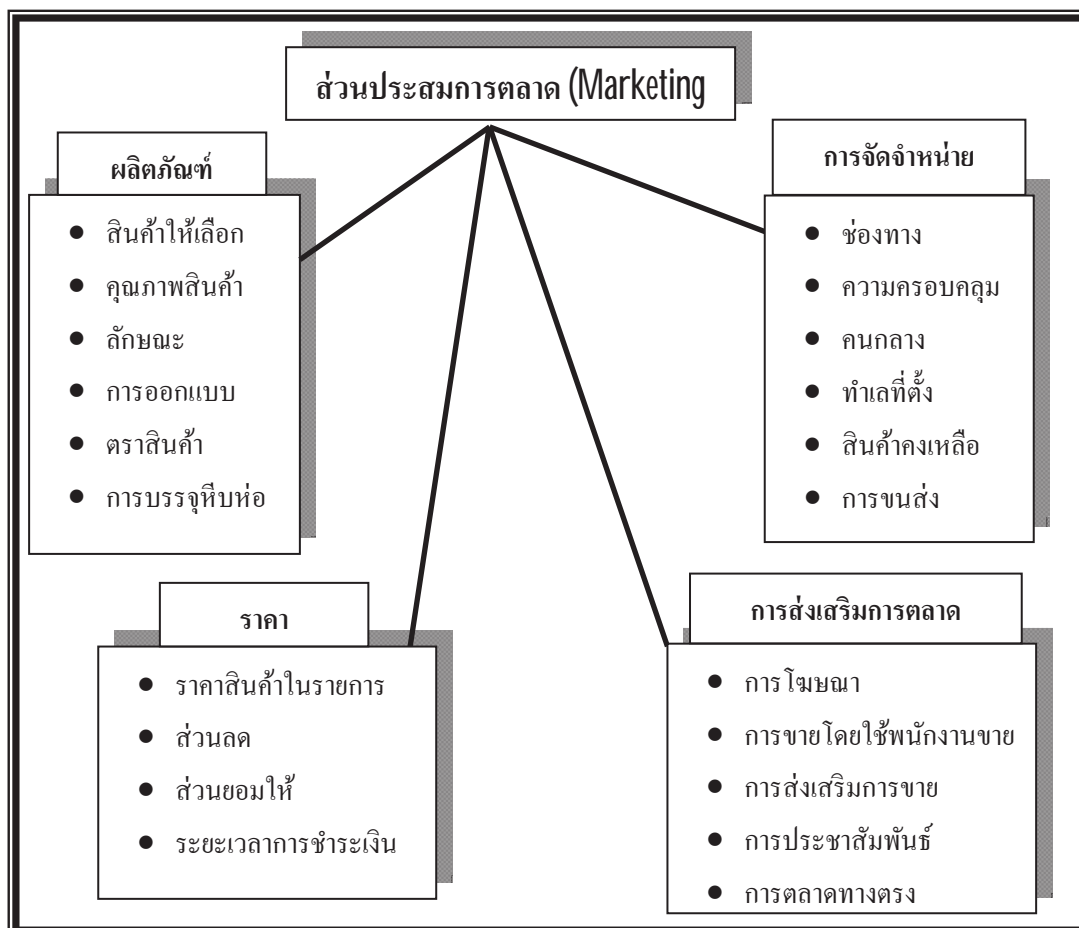 ส่วนประสมการตลาด (Marketing
ผลิตภัณฑ์
สินค้าให้เลือก
คุณภาพสินค้า
ลักษณะ
การออกแบบ
ตราสินค้า
การบรรจุหีบห่อ
การจัดจำหน่าย
ช่องทาง
ความครอบคลุม
คนกลาง
ทำเลที่ตั้ง
สินค้าคงเหลือ
การขนส่ง
ราคา
ราคาสินค้าในรายการ
ส่วนลด
ส่วนยอมให้
ระยะเวลาการชำระเงิน
การส่งเสริมการตลาด
การโฆษณา
การขายโดยใช้พนักงานขาย
การส่งเสริมการขาย
การประชาสัมพันธ์
การตลาดทางตรง